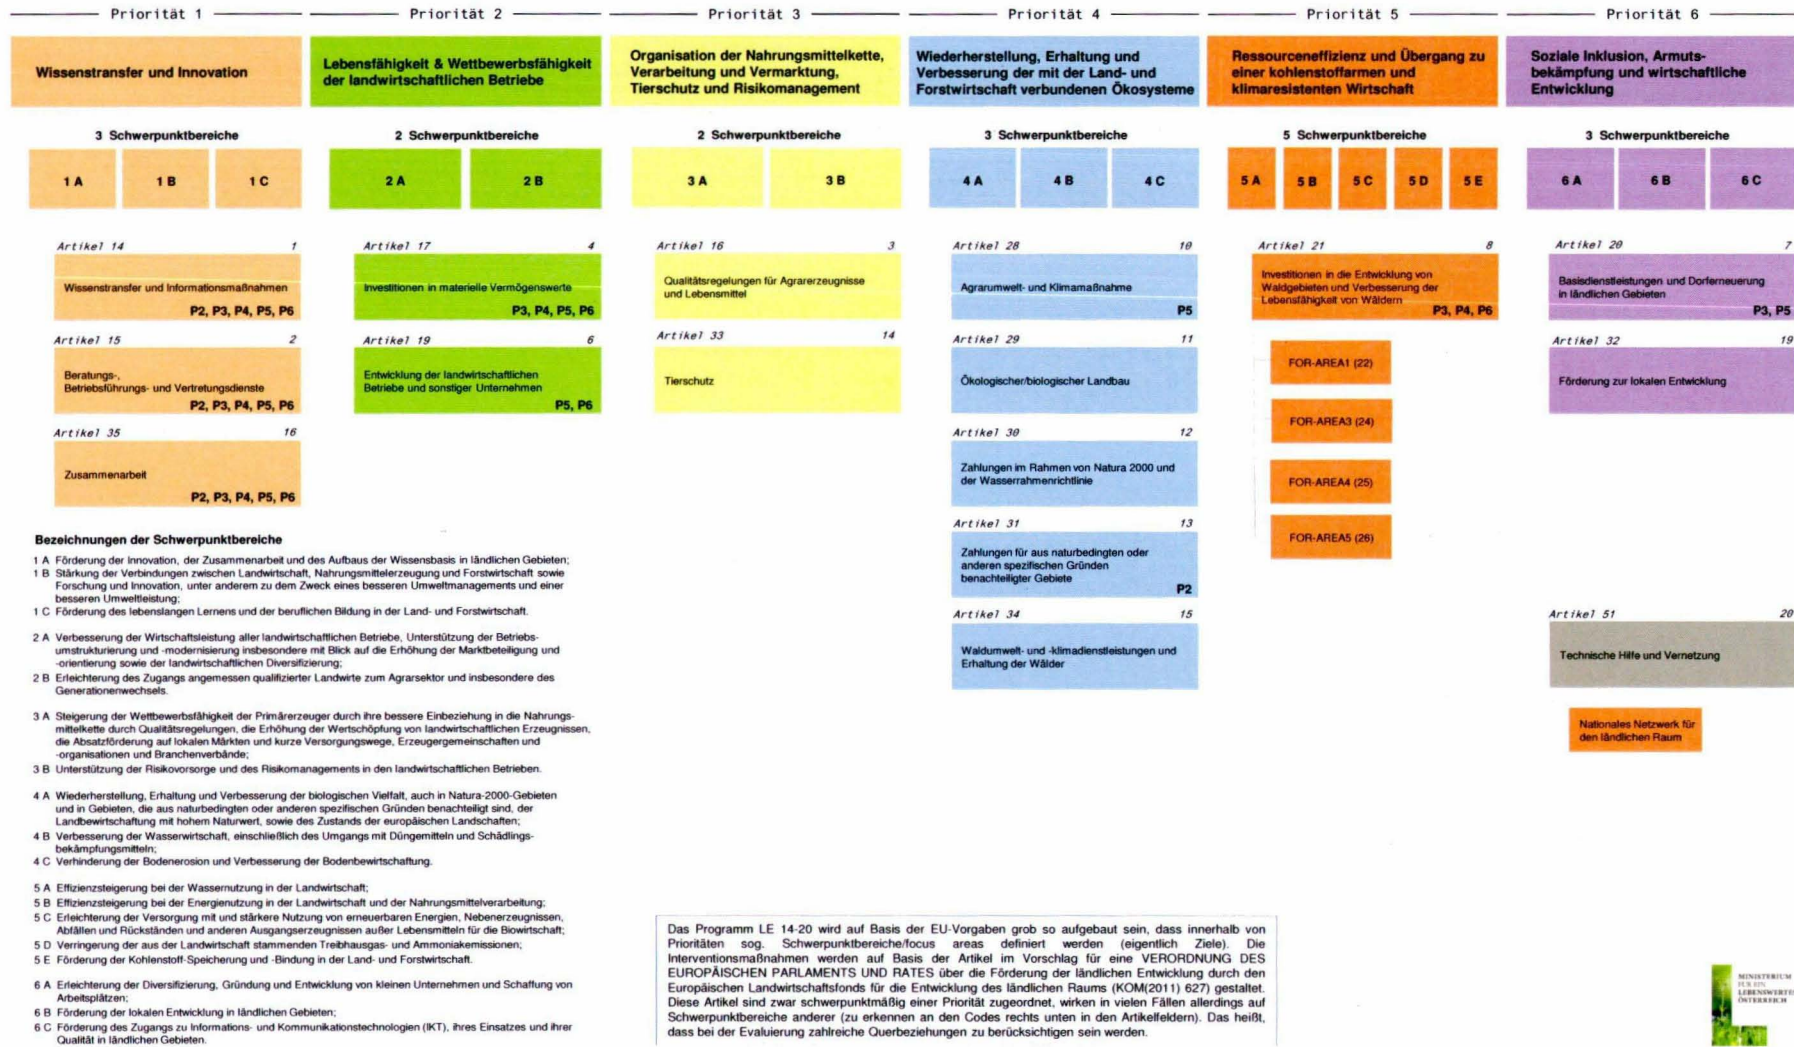 Priorität 1
Priorität 2
Priorität 3
Priorität 4
Priorität 5
Priorität 6
Wissenstransfer und Innovation
Lebensfähigkeit & Wettbewerbsfähigkeit
der landwirtschaftlichen Betriebe
Organisation der Nahrungsmittelkette,
Verarbeitung und Vermarktung,
Tierschutz und Risikomanagement
Wiederherstellung, Erhaltung und
Verbesserung der mit der Land- und
Forstwirtschaft verbundenen Ökosysteme
Ressourceneffizienz und Übergang zu
einer kohlenstoffarmen und
klimaresistenten Wirtschaft
Soziale Inklusion, Armuts-
bekämpfung und wirtschaftliche
Entwicklung
3 Schwerpunktbereiche
2 Schwerpunktbereiche
2 Schwerpunktbereiche
3 Schwerpunktbereiche
5 Schwerpunktbereiche
3 Schwerpunktbereiche
1 A
1 B
1 C
2 A
2 B
3 A
3 B
4 A
4 B
4 C
5 A
5 B
5 C
5 D
5 E
6 A
6 B
6 C
Artikel 14 1
Wissenstransfer und Informationsmaßnahmen
P2, P3, P4, P5, P6
Artikel 15 2
Beratungs-,
Betriebsführungs- und Vertretungsdienste
P2, P3, P4, P5, P6
Artikel 35 16
Zusammenarbeit
P2, P3, P4, P5, P6
Artikel 17 4
Investitionen in materielle Vermögenswerte
P3, P4, P5, P6
Artikel 19 6
Entwicklung der landwirtschaftlichen
Betriebe und sonstiger Unternehmen
P5, P6
Artikel 16 3
Qualitätsregelungen für Agrarerzeugnisse
und Lebensmittel
Artikel 33 14
Tierschutz
Artikel 28 10
Agrarumwelt- und Klimamaßnahme
P5
Artikel 29 11
Ökologischer/biologischer Landbau
Artikel 30 12
Zahlungen im Rahmen von Natura 2000 und
der Wasserrahmenrichtlinie
Artikel 31 13
Zahlungen für aus naturbedingten oder
anderen spezifischen Gründen
benachteiligter Gebiete
P2
Artikel 34 15
Waldumwelt- und -klimadienstleistungen und
Erhaltung der Wälder
Artikel 21 8
Investitionen in die Entwicklung von
Waldgebieten und Verbesserung der
Lebensfähigkeit von Wäldern
P3, P4, P6
FOR-AREA1 (22)
FOR-AREA3 (24)
FOR-AREA4 (25)
FOR-AREA5 (26)
Artikel 20 7
Basisdienstleistungen und Dorferneuerung
in ländlichen Gebieten
P3, P5
Artikel 32 19
Förderung zur lokalen Entwicklung
Artikel 51 20
Technische Hilfe und Vernetzung
Nationales Netzwerk für
den ländlichen Raum
Bezeichnungen der Schwerpunktbereiche
1 A Förderung der Innovation, der Zusammenarbeit und des Aufbaus der Wissensbasis in ländlichen Gebieten;
1 B Stärkung der Verbindungen zwischen Landwirtschaft, Nahrungsmittelerzeugung und Forstwirtschaft sowie
Forschung und Innovation, unter anderem zu dem Zweck eines besseren Umweltmanagements und einer
besseren Umweltleistung;
1 C Förderung des lebenslangen Lernens und der beruflichen Bildung in der Land- und Forstwirtschaft.
2 A Verbesserung der Wirtschaftsleistung aller landwirtschaftlichen Betriebe, Unterstützung der Betriebs-
umstrukturierung und -modernisierung insbesondere mit Blick auf die Erhöhung der Marktbeteiligung und
-orientierung sowie der landwirtschaftlichen Diversifizierung;
2 B Erleichterung des Zugangs angemessen qualifizierter Landwirte zum Agrarsektor und insbesondere des
Generationenwechsels.
3 A Steigerung der Wettbewerbsfähigkeit der Primärerzeuger durch ihre bessere Einbeziehung in die Nahrungs-
mittelkette durch Qualitätsregelungen, die Erhöhung der Wertschöpfung von landwirtschaftlichen Erzeugnissen,
die Absatzförderung auf lokalen Märkten und kurze Versorgungswege, Erzeugergemeinschaften und
-organisationen und Branchenverbände;
3 B Unterstützung der Risikovorsorge und des Risikomanagements in den landwirtschaftlichen Betrieben.
4 A Wiederherstellung, Erhaltung und Verbesserung der biologischen Vielfalt, auch in Natura-2000-Gebieten
und in Gebieten, die aus naturbedingten oder anderen spezifischen Gründen benachteiligt sind, der
Landbewirtschaftung mit hohem Naturwert, sowie des Zustands der europäischen Landschaften;
4 B Verbesserung der Wasserwirtschaft, einschließlich des Umgangs mit Düngemitteln und Schädlings-
bekämpfungsmitteln;
4 C Verhinderung der Bodenerosion und Verbesserung der Bodenbewirtschaftung.
5 A Effizienzsteigerung bei der Wassernutzung in der Landwirtschaft;
5 B Effizienzsteigerung bei der Energienutzung in der Landwirtschaft und der Nahrungsmittelverarbeitung;
5 C Erleichterung der Versorgung mit und stärkere Nutzung von erneuerbaren Energien, Nebenerzeugnissen,
Abfällen und Rückständen und anderen Ausgangserzeugnissen außer Lebensmitteln für die Biowirtschaft;
5 D Verringerung der aus der Landwirtschaft stammenden Treibhausgas- und Ammoniakemissionen;
5 E Förderung der Kohlenstoff-Speicherung und -Bindung in der Land- und Forstwirtschaft.
6 A Erleichterung der Diversifizierung, Gründung und Entwicklung von kleinen Unternehmen und Schaffung von
Arbeitsplätzen;
6 B Förderung der lokalen Entwicklung in ländlichen Gebieten;
6 C Förderung des Zugangs zu Informations- und Kommunikationstechnologien (IKT), ihres Einsatzes und ihrer
Qualität in ländlichen Gebieten.
Das Programm LE 14-20 wird auf Basis der EU-Vorgaben grob so aufgebaut sein, dass innerhalb von
Prioritäten sog. Schwerpunktbereiche/focus areas definiert werden (eigentlich Ziele). Die
Interventionsmaßnahmen werden auf Basis der Artikel im Vorschlag für eine VERORDNUNG DES
EUROPÄISCHEN PARLAMENTS UND RATES über die Förderung der ländlichen Entwicklung durch den
Europäischen Landwirtschaftsfonds für die Entwicklung des ländlichen Raums (KOM(2011) 627) gestaltet.
Diese Artikel sind zwar schwerpunktmäßig einer Priorität zugeordnet, wirken in vielen Fällen allerdings auf
Schwerpunktbereiche anderer (zu erkennen an den Codes rechts unten in den Artikelfeldern). Das heißt,
dass bei der Evaluierung zahlreiche Querbeziehungen zu berücksichtigen sein werden.
MINISTERIUM
FÜR EIN
LEBENSWERTES
ÖSTERREICH